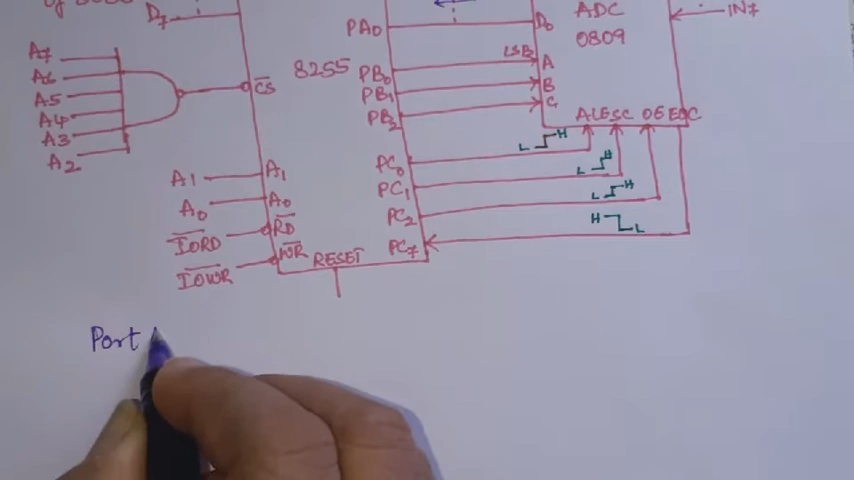 D7
PA0
D0
ADC
0809
IN7
A7
A6
A5
A4
A3
A2
CS
8255
PB0
PB1
PB2
LSB
A
B
C
ALE SC OE EOC
L H
PC0
L H
PC1
L H
PC2
H L
PC7
A1 A1
A0 A0
IORD RD
IOWR WR
RESET
Port